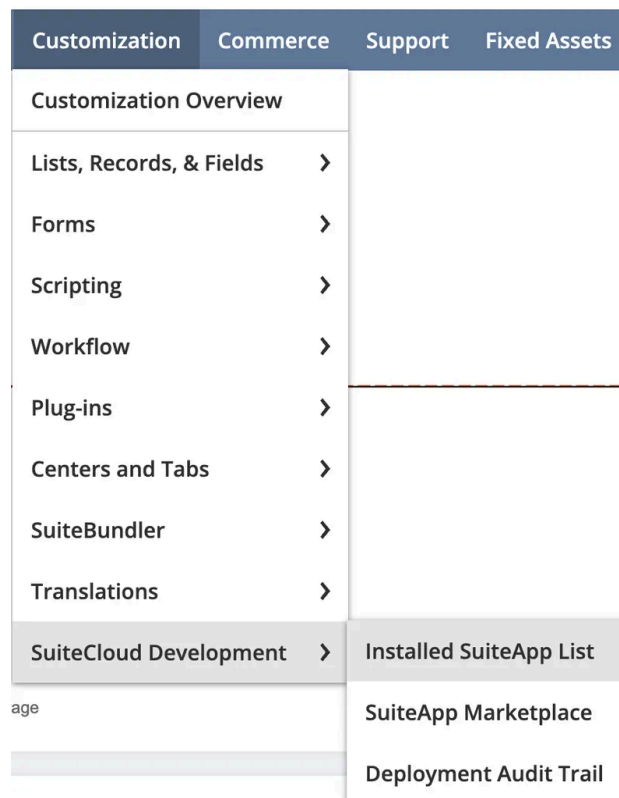 Customization Commerce Support Fixed Assets
Customization Overview
Lists, Records, & Fields
Forms
Scripting
Workflow
Plug-ins
Centers and Tabs
SuiteBundler
Translations
SuiteCloud Development
Installed SuiteApp List
age
SuiteApp Marketplace
Deployment Audit Trail